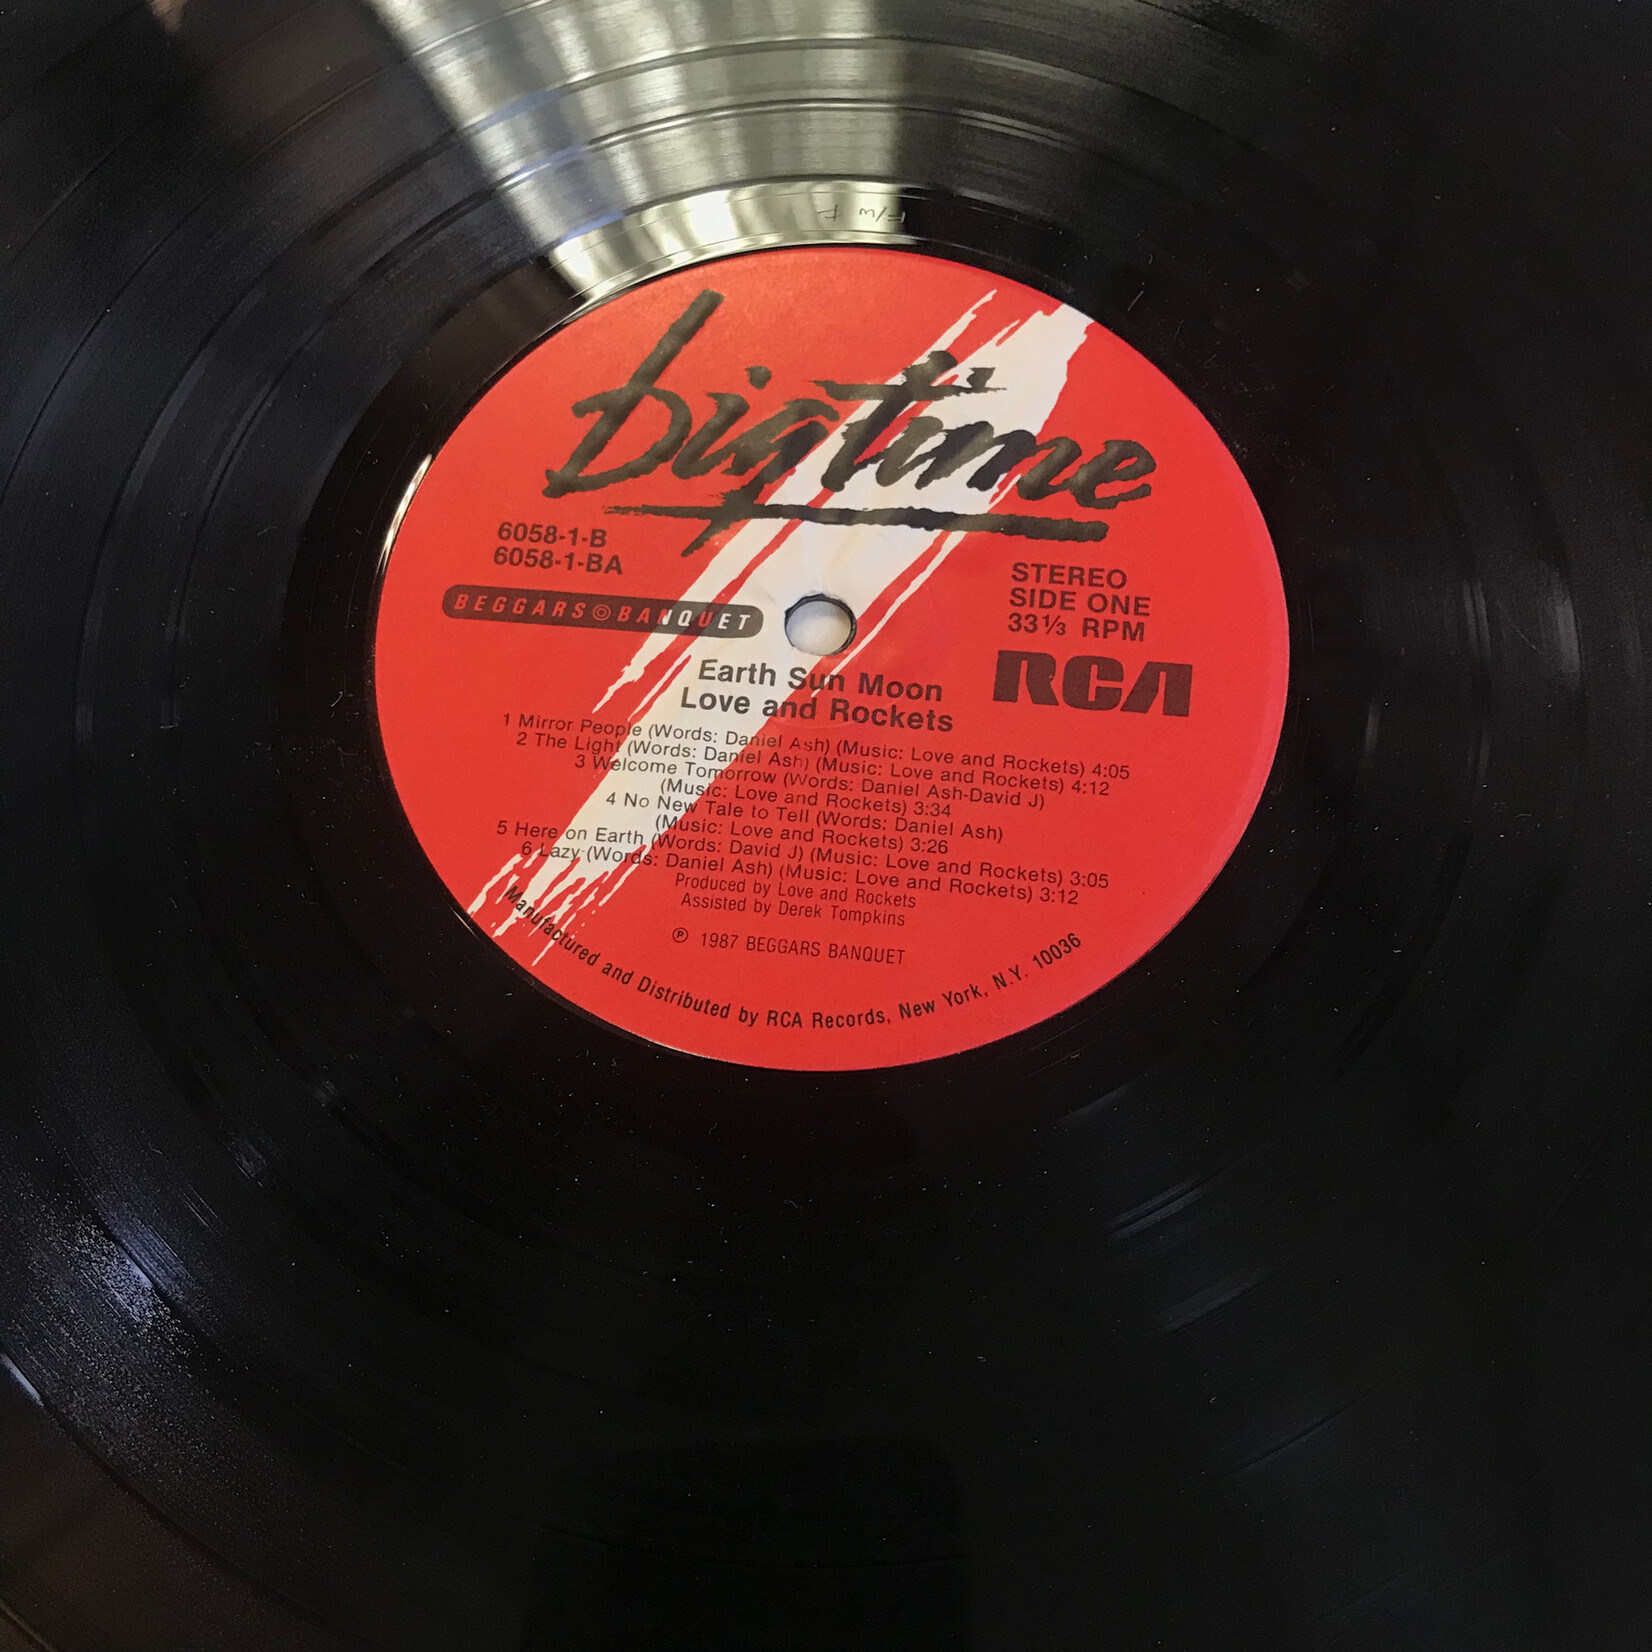 bigtime
6058-1-B
6058-1-BA
BEGGARS BANQUET
STEREO
SIDE ONE
33⅓ RPM
RCA
Earth Sun Moon
Love and Rockets
1 Mirror People (Words: Daniel Ash) (Music: Love and Rockets) 4:05
2 The Light (Words: Daniel Ash) (Music: Love and Rockets) 4:12
3 Welcome Tomorrow (Words: Daniel Ash-David J)
(Music: Love and Rockets) 3:34
4 No New Tale to Tell (Words: Daniel Ash)
(Music: Love and Rockets) 3:26
5 Here on Earth (Words: David J) (Music: Love and Rockets) 3:05
6 Lazy (Words: Daniel Ash) (Music: Love and Rockets) 3:12
Produced by Love and Rockets
Assisted by Derek Tompkins
℗ 1987 BEGGARS BANQUET
Manufactured and Distributed by RCA Records, New York, N.Y. 10036